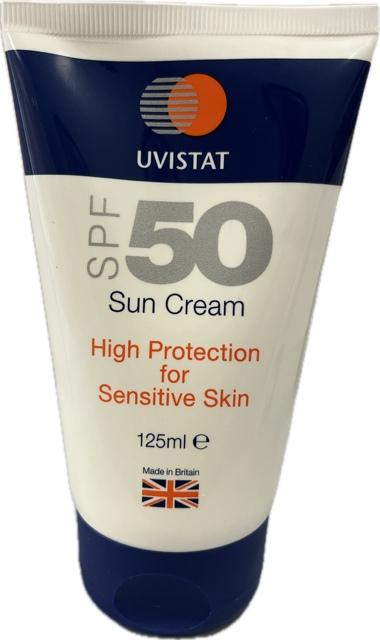 UVISTAT
SPF 50
Sun Cream
High Protection
for
Sensitive Skin
125ml ℮
Made in Britain